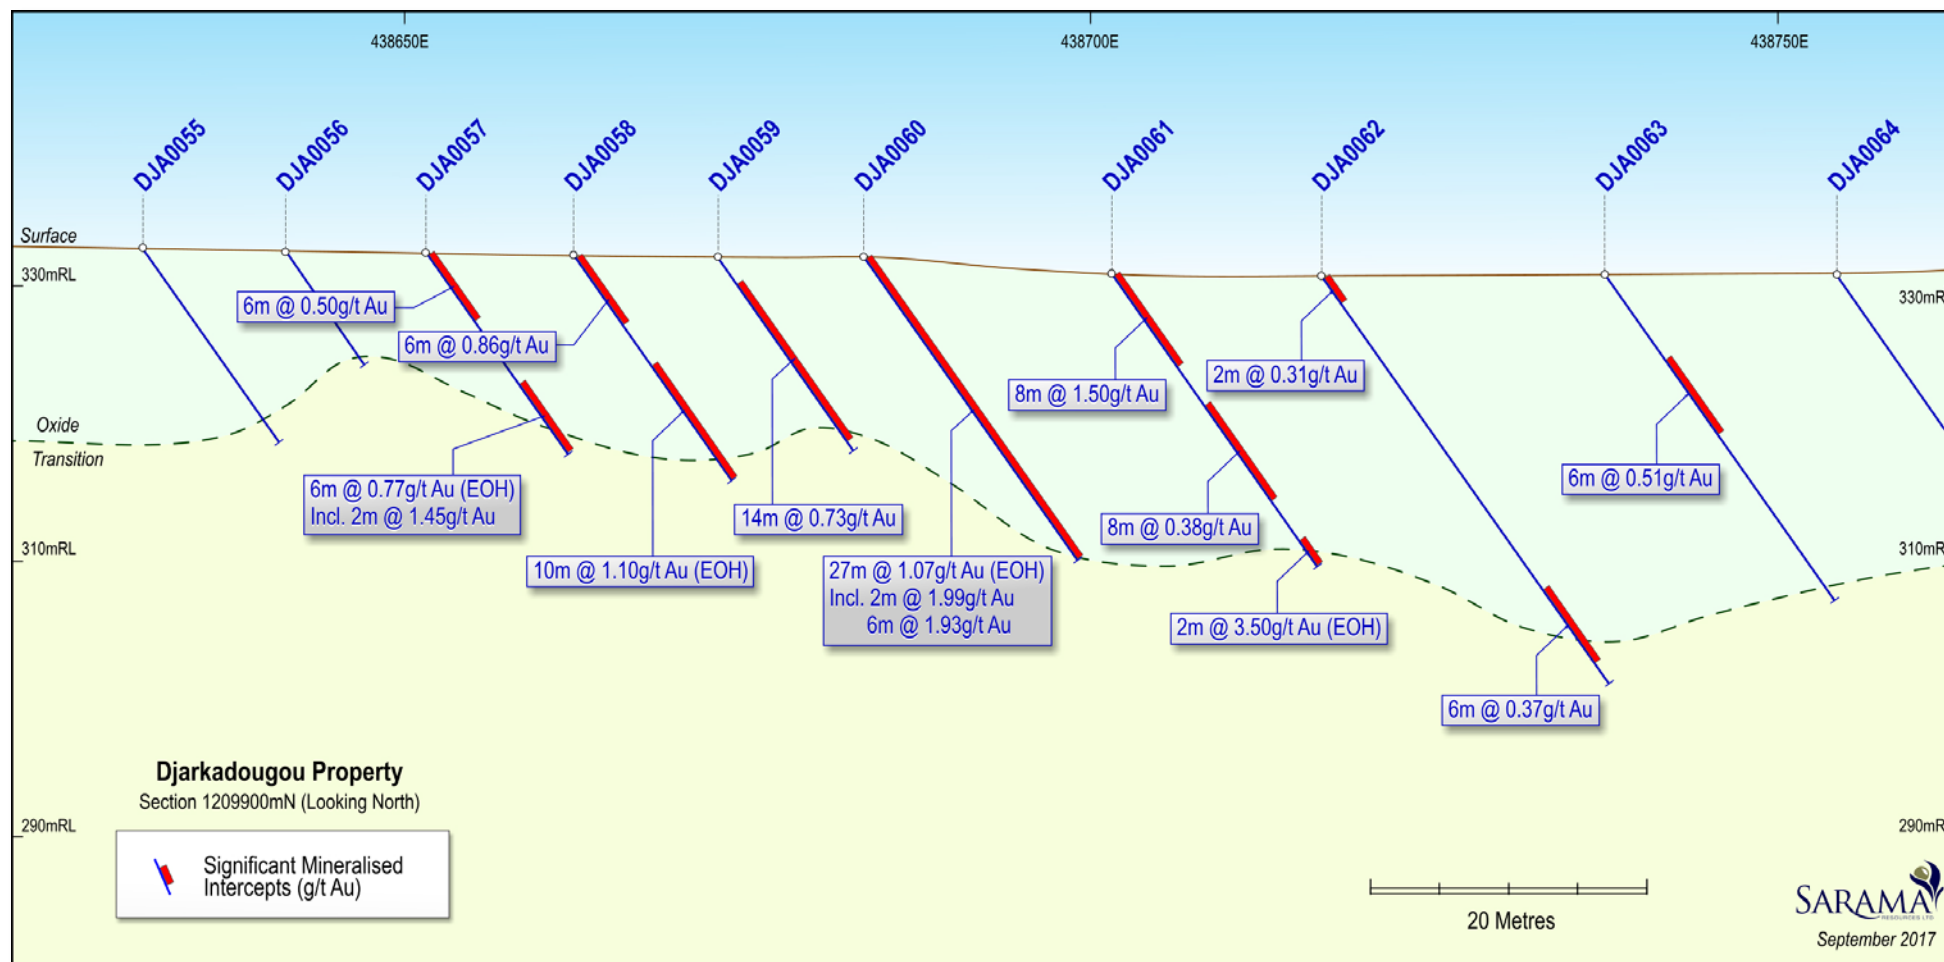 438650E
438700E
438750E
DJA0055
DJA0056
DJA0057
DJA0058
DJA0059
DJA0060
DJA0061
DJA0062
DJA0063
DJA0064
Surface
330mRL
330mR
6m @ 0.50g/t Au
6m @ 0.86g/t Au
2m @ 0.31g/t Au
8m @ 1.50g/t Au
Oxide
Transition
6m @ 0.51g/t Au
6m @ 0.77g/t Au (EOH)
Incl. 2m @ 1.45g/t Au
14m @ 0.73g/t Au
8m @ 0.38g/t Au
310mRL
310mR
10m @ 1.10g/t Au (EOH)
27m @ 1.07g/t Au (EOH)
Incl. 2m @ 1.99g/t Au
6m @ 1.93g/t Au
2m @ 3.50g/t Au (EOH)
6m @ 0.37g/t Au
Djarkadougou Property
Section 1209900mN (Looking North)
290mRL
290mR
Significant Mineralised
Intercepts (g/t Au)
20 Metres
SARAMA
RESOURCES LTD
September 2017